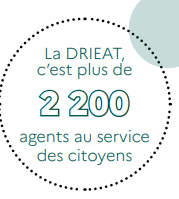 La DRIEAT,
c'est plus de
2 200
agents au service
des citoyens